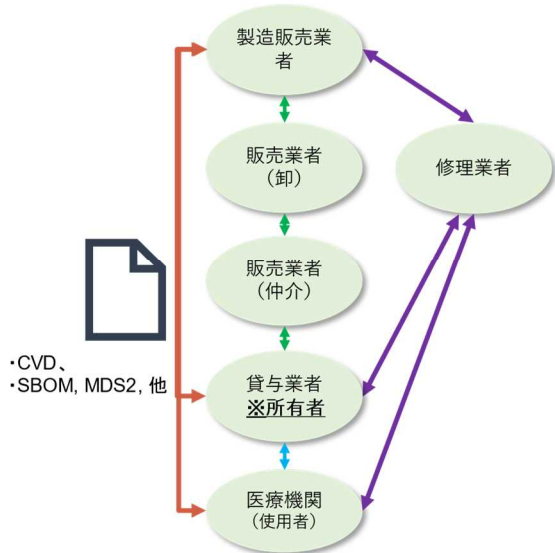 製造販売業
者
販売業者
（卸）
修理業者
販売業者
（仲介）
・CVD、
・SBOM, MDS2, 他
貸与業者
※所有者
医療機関
（使用者）